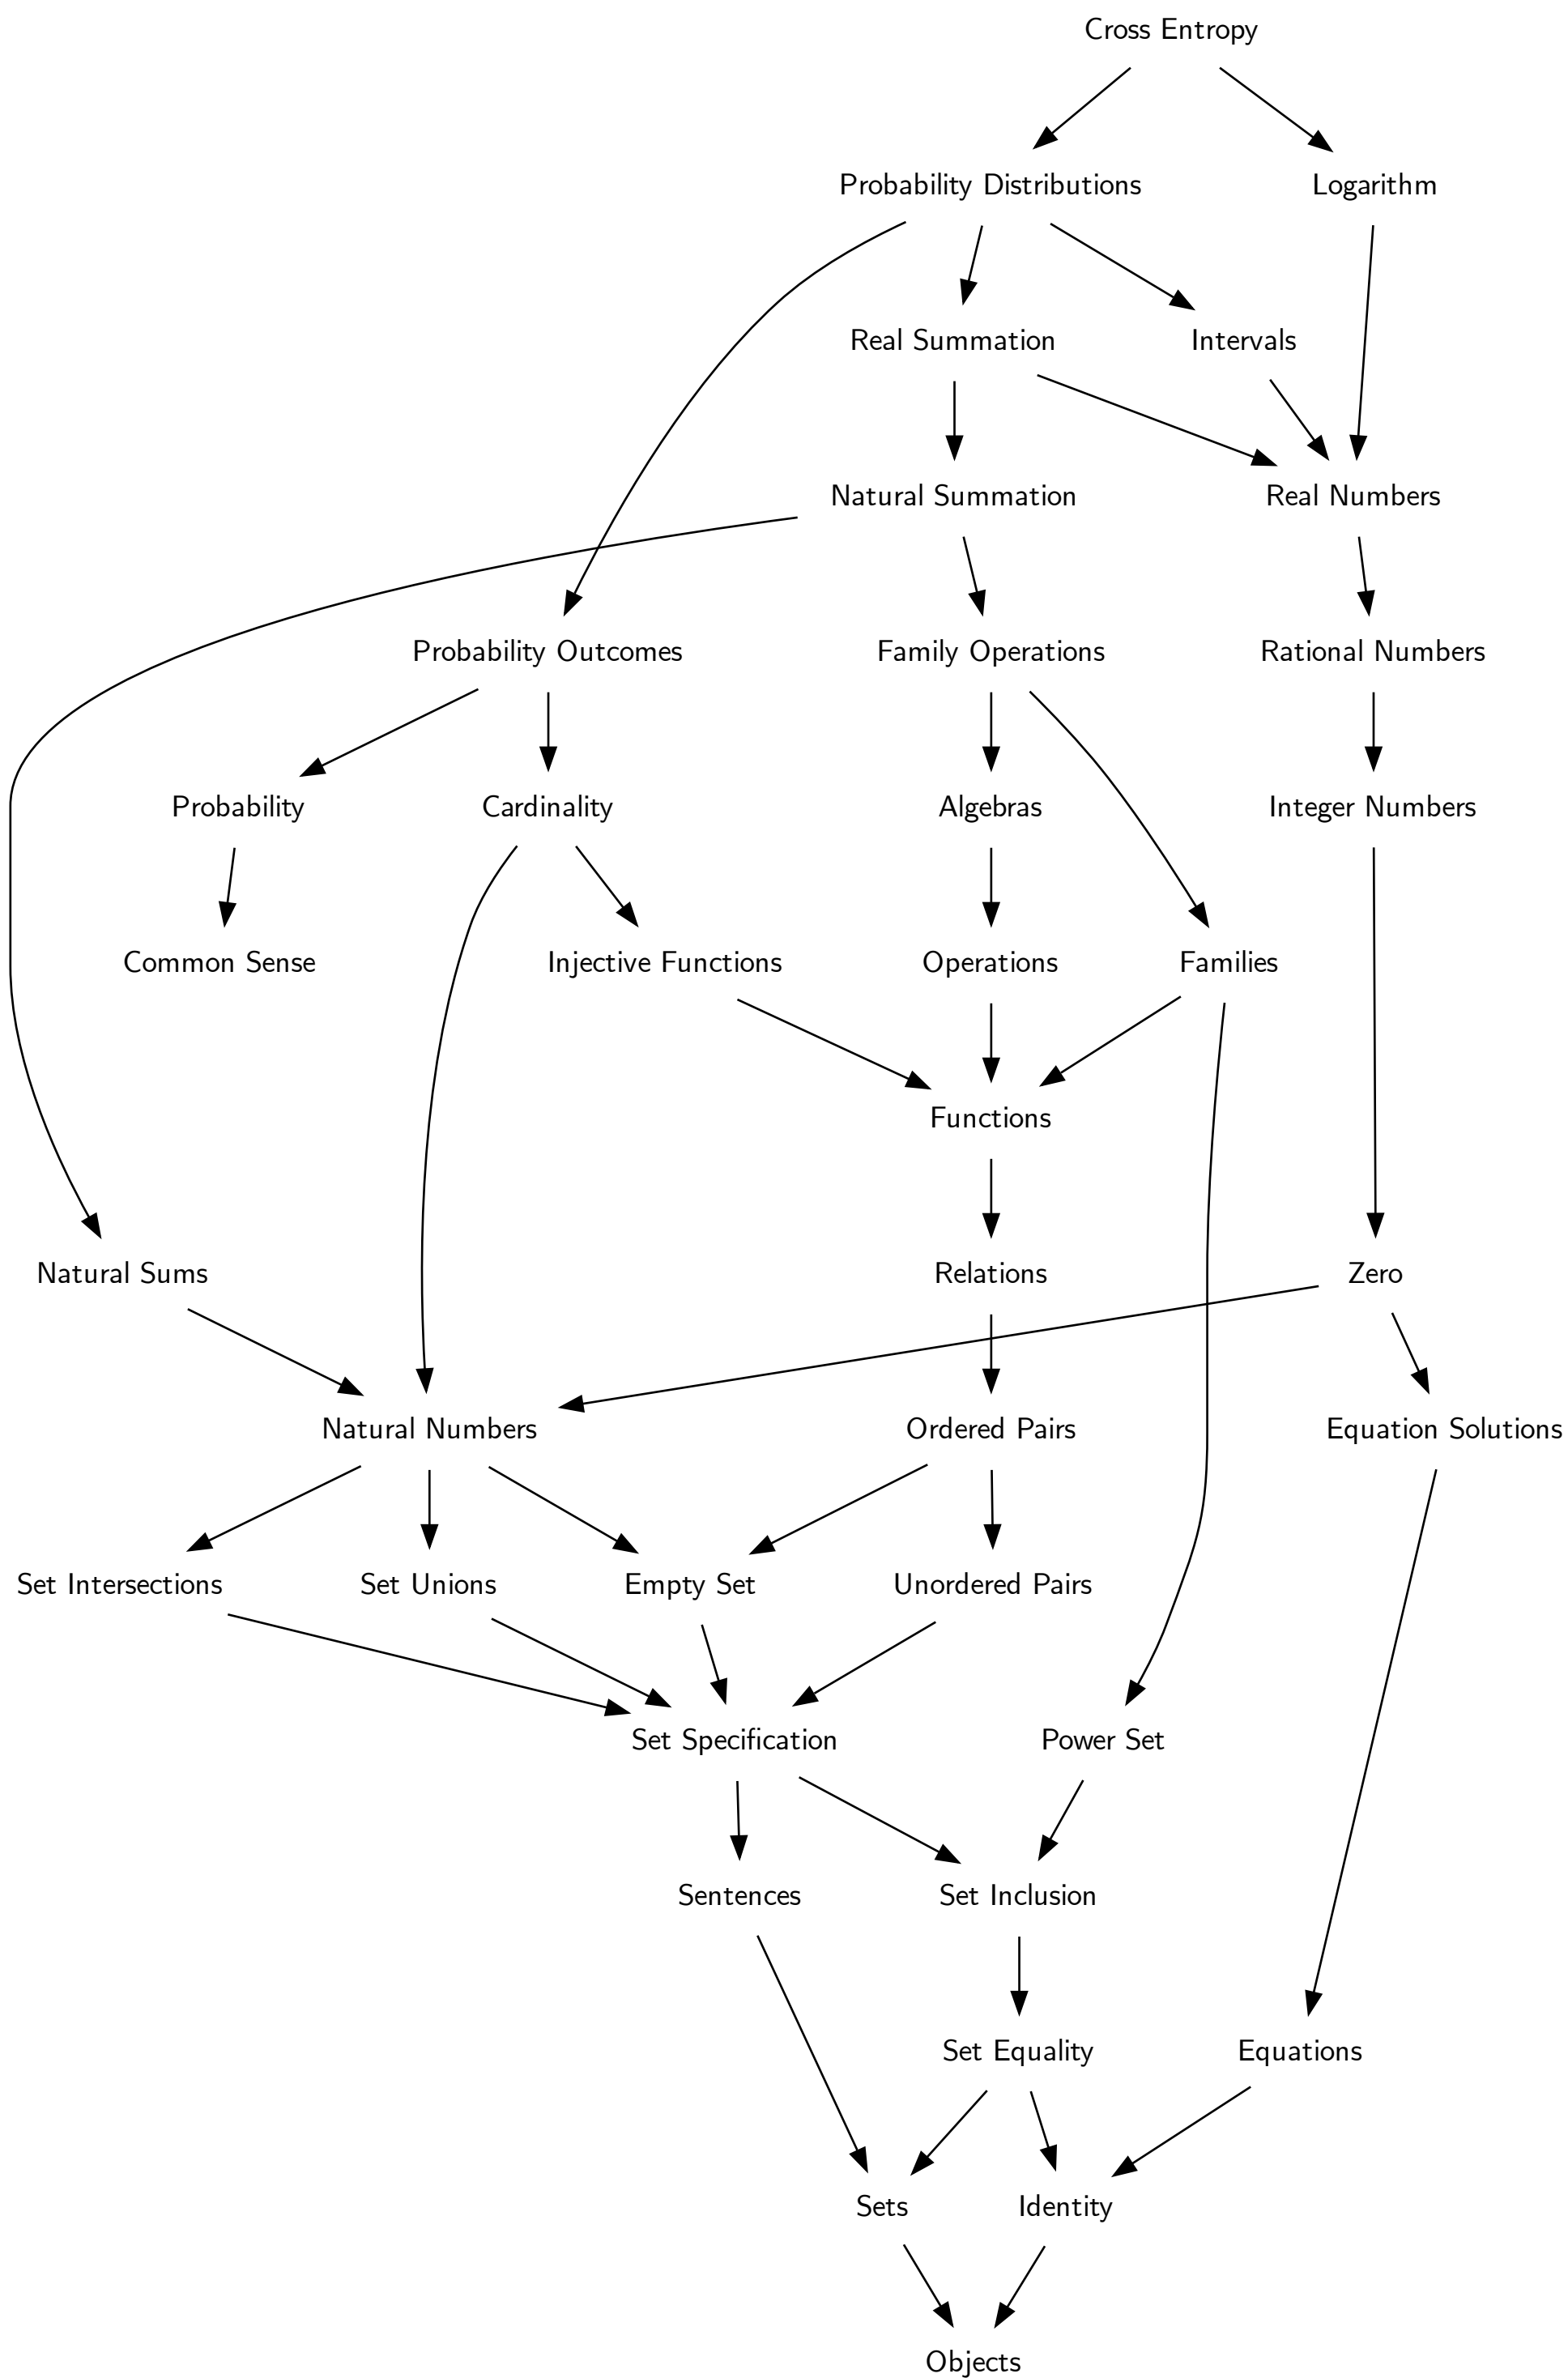 Cross Entropy
Probability Distributions
Logarithm
Real Summation
Intervals
Natural Summation
Real Numbers
Probability Outcomes
Family Operations
Rational Numbers
Probability
Cardinality
Algebras
Integer Numbers
Common Sense
Injective Functions
Operations
Families
Functions
Natural Sums
Relations
Zero
Natural Numbers
Ordered Pairs
Equation Solutions
Set Intersections
Set Unions
Empty Set
Unordered Pairs
Set Specification
Power Set
Sentences
Set Inclusion
Set Equality
Equations
Sets
Identity
Objects